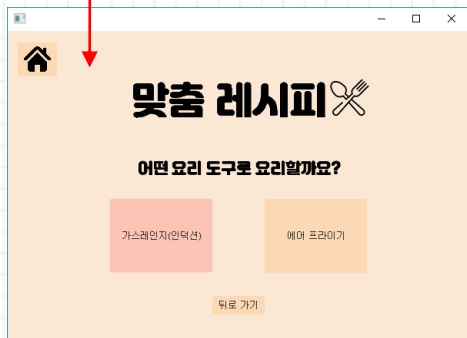 맞춤 레시피
어떤 요리 도구로 요리할까요?
가스레인지(인덕션)
에어 프라이기
뒤로 가기